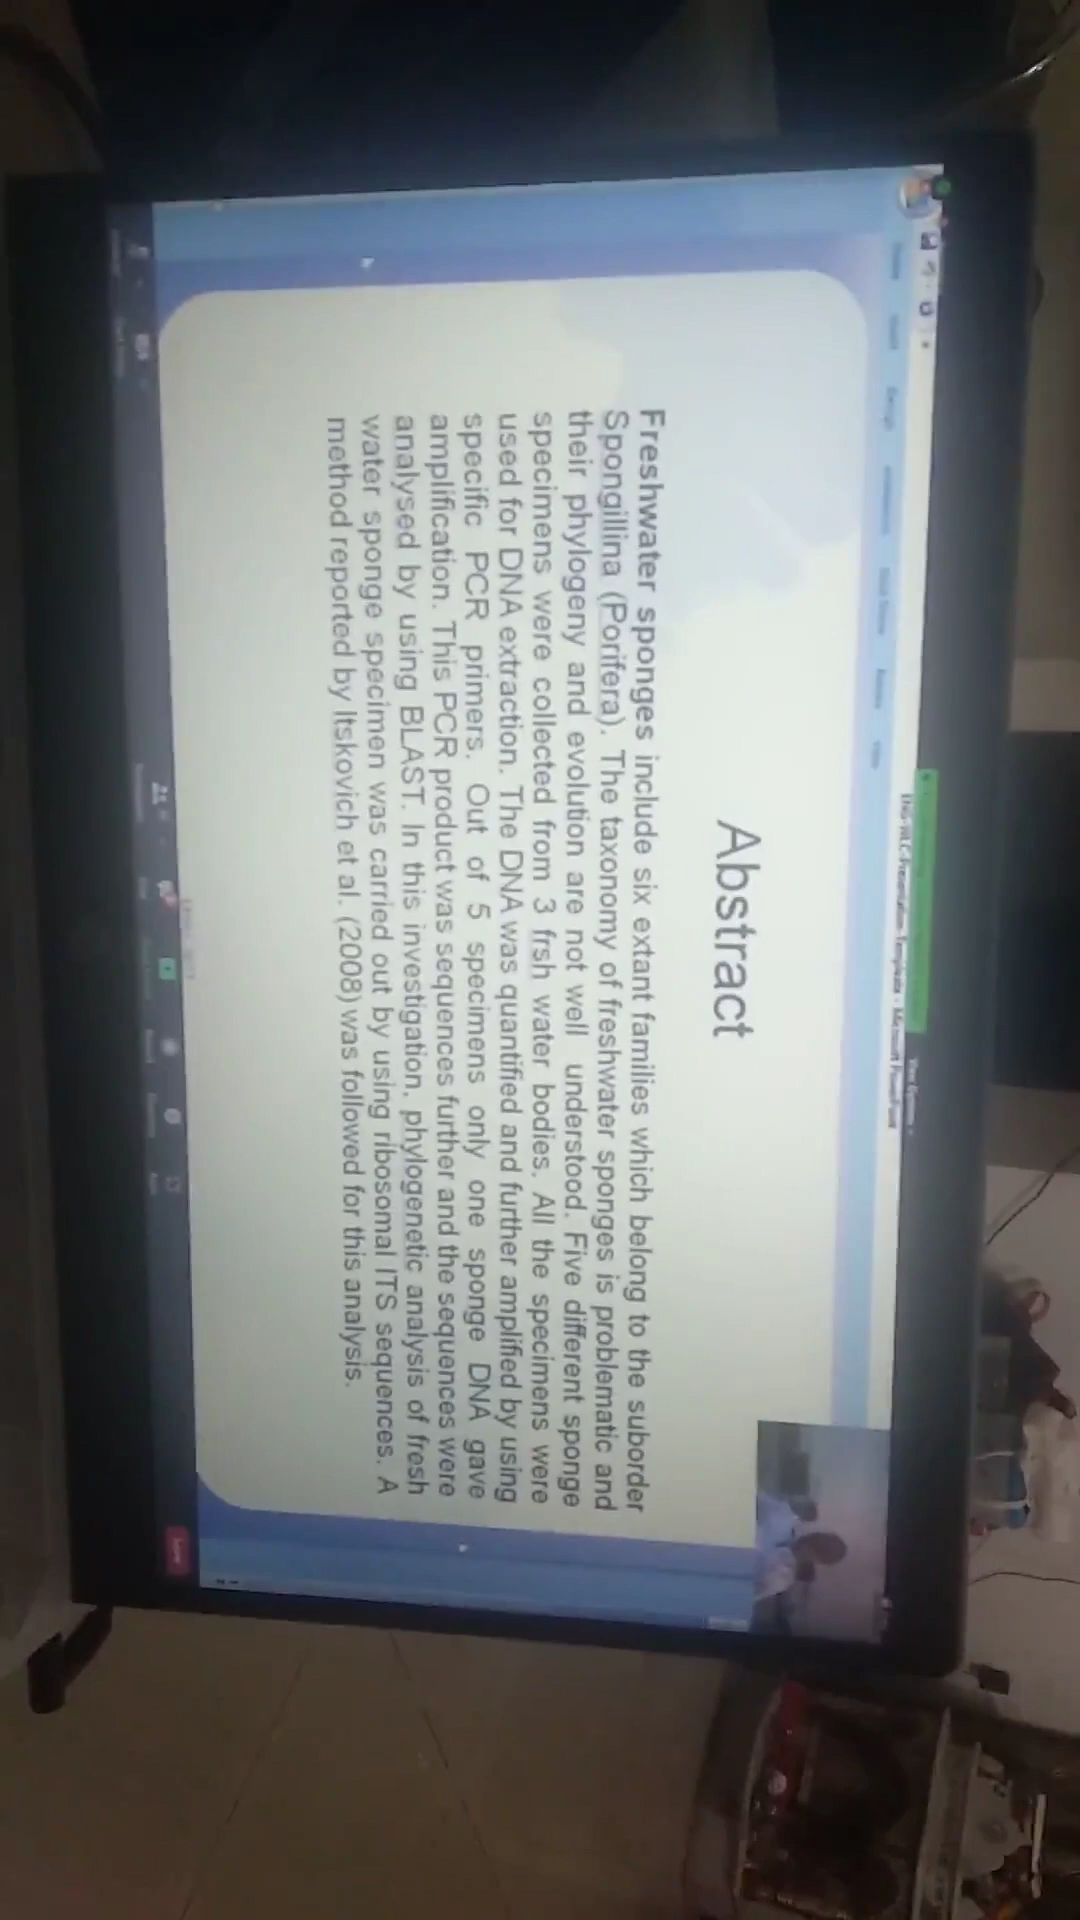 ENG-WLC-Presentation-Template - Microsoft PowerPoint
Abstract
Freshwater sponges include six extant families which belong to the suborder
Spongillina (Porifera). The taxonomy of freshwater sponges is problematic and
their phylogeny and evolution are not well understood. Five different sponge
specimens were collected from 3 frsh water bodies. All the specimens were
used for DNA extraction. The DNA was quantified and further amplified by using
specific PCR primers. Out of 5 specimens only one sponge DNA gave
amplification. This PCR product was sequences further and the sequences were
analysed by using BLAST. In this investigation, phylogenetic analysis of fresh
water sponge specimen was carried out by using ribosomal ITS sequences. A
method reported by Itskovich et al. (2008) was followed for this analysis.